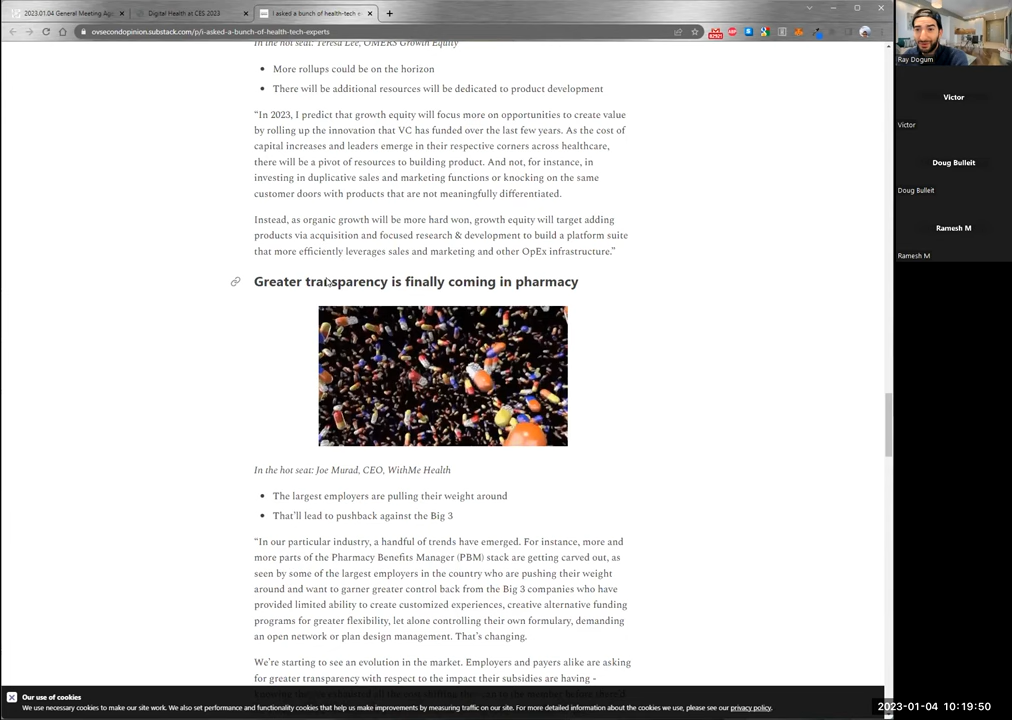 2023.01.04 General Meeting Age
Digital Health at CES 2023
I asked a bunch of health-tech e
ovsecondopinion.substack.com/p/i-asked-a-bunch-of-health-tech-experts
In the hot seat: Teresa Lee, OMERS Growth Equity
More rollups could be on the horizon
There will be additional resources will be dedicated to product development
“In 2023, I predict that growth equity will focus more on opportunities to create value
by rolling up the innovation that VC has funded over the last few years. As the cost of
capital increases and leaders emerge in their respective corners across healthcare,
there will be a pivot of resources to building product. And not, for instance, in
investing in duplicative sales and marketing functions or knocking on the same
customer doors with products that are not meaningfully differentiated.
Instead, as organic growth will be more hard won, growth equity will target adding
products via acquisition and focused research & development to build a platform suite
that more efficiently leverages sales and marketing and other OpEx infrastructure.”
Greater transparency is finally coming in pharmacy
In the hot seat: Joe Murad, CEO, WithMe Health
The largest employers are pulling their weight around
That’ll lead to pushback against the Big 3
“In our particular industry, a handful of trends have emerged. For instance, more and
more parts of the Pharmacy Benefits Manager (PBM) stack are getting carved out, as
seen by some of the largest employers in the country who are pushing their weight
around and want to garner greater control back from the Big 3 companies who have
provided limited ability to create customized experiences, creative alternative funding
programs for greater flexibility, let alone controlling their own formulary, demanding
an open network or plan design management. That’s changing.
We’re starting to see an evolution in the market. Employers and payers alike are asking
for greater transparency with respect to the impact their subsidies are having -
Our use of cookies
We use necessary cookies to make our site work. We also set performance and functionality cookies that help us make improvements by measuring traffic on our site. For more detailed information about the cookies we use, please see our privacy policy.
Ray Dogum
Victor
Victor
Doug Bulleit
Doug Bulleit
Ramesh M
Ramesh M
2023-01-04 10:19:50